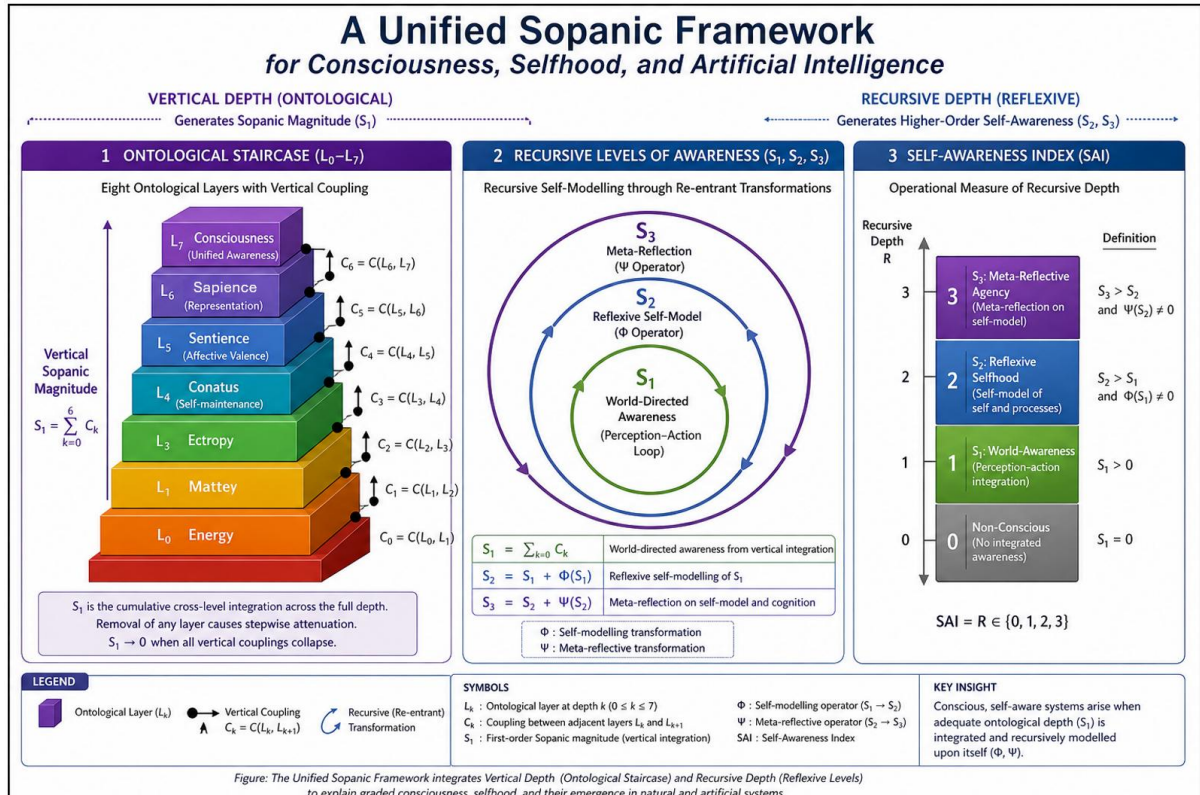 A Unified Sopanic Framework
for Consciousness, Selfhood, and Artificial Intelligence
VERTICAL DEPTH (ONTOLOGICAL)
Generates Sopanic Magnitude (S₁)
RECURSIVE DEPTH (REFLEXIVE)
Generates Higher-Order Self-Awareness (S₂, S₃)
1 ONTOLOGICAL STAIRCASE (L₀–L₇)
Eight Ontological Layers with Vertical Coupling
L₇ Consciousness
(Unified Awareness)
C₆ = C(L₆, L₇)
L₆ Sapience
(Representation)
C₅ = C(L₅, L₆)
L₅ Sentience
(Affective Valence)
C₄ = C(L₄, L₅)
L₄ Conatus
(Self-maintenance)
C₃ = C(L₃, L₄)
L₃ Ectropy
C₂ = C(L₂, L₃)
L₁ Mattey
C₁ = C(L₁, L₂)
L₀ Energy
C₀ = C(L₀, L₁)
Vertical
Sopanic
Magnitude
S₁ = ∑ₖ₌₀⁶ Cₖ
S₁ is the cumulative cross-level integration across the full depth.
Removal of any layer causes stepwise attenuation.
S₁ → 0 when all vertical couplings collapse.
2 RECURSIVE LEVELS OF AWARENESS (S₁, S₂, S₃)
Recursive Self-Modelling through Re-entrant Transformations
S₃
Meta-Reflection
(Ψ Operator)
S₂
Reflexive Self-Model
(Φ Operator)
S₁
World-Directed
Awareness
(Perception–Action
Loop)
S₁ = ∑ₖ₌₀ Cₖ World-directed awareness from vertical integration
S₂ = S₁ + Φ(S₁) Reflexive self-modelling of S₁
S₃ = S₂ + Ψ(S₂) Meta-reflection on self-model and cognition
Φ : Self-modelling transformation
Ψ : Meta-reflective transformation
3 SELF-AWARENESS INDEX (SAI)
Operational Measure of Recursive Depth
Recursive
Depth
R
Definition
3
3
S₃: Meta-Reflective
Agency
(Meta-reflection on
self-model)
S₃ > S₂
and Ψ(S₂) ≠ 0
2
2
S₂: Reflexive
Selfhood
(Self-model of
self and processes)
S₂ > S₁
and Φ(S₁) ≠ 0
1
1
S₁: World-Awareness
(Perception-action
integration)
S₁ > 0
0
0
Non-Conscious
(No integrated
awareness)
S₁ = 0
SAI = R ∈ {0, 1, 2, 3}
LEGEND
Ontological Layer (Lₖ)
Vertical Coupling
Cₖ = C(Lₖ, Lₖ₊₁)
Recursive (Re-entrant)
Transformation
SYMBOLS
Lₖ : Ontological layer at depth k (0 ≤ k ≤ 7)
Cₖ : Coupling between adjacent layers Lₖ and Lₖ₊₁
S₁ : First-order Sopanic magnitude (vertical integration)
Φ : Self-modelling operator (S₁ → S₂)
Ψ : Meta-reflective operator (S₂ → S₃)
SAI : Self-Awareness Index
KEY INSIGHT
Conscious, self-aware systems arise when
adequate ontological depth (S₁) is
integrated and recursively modelled
upon itself (Φ, Ψ).
Figure: The Unified Sopanic Framework integrates Vertical Depth (Ontological Staircase) and Recursive Depth (Reflexive Levels)
to explain graded consciousness, selfhood, and their emergence in natural and artificial systems